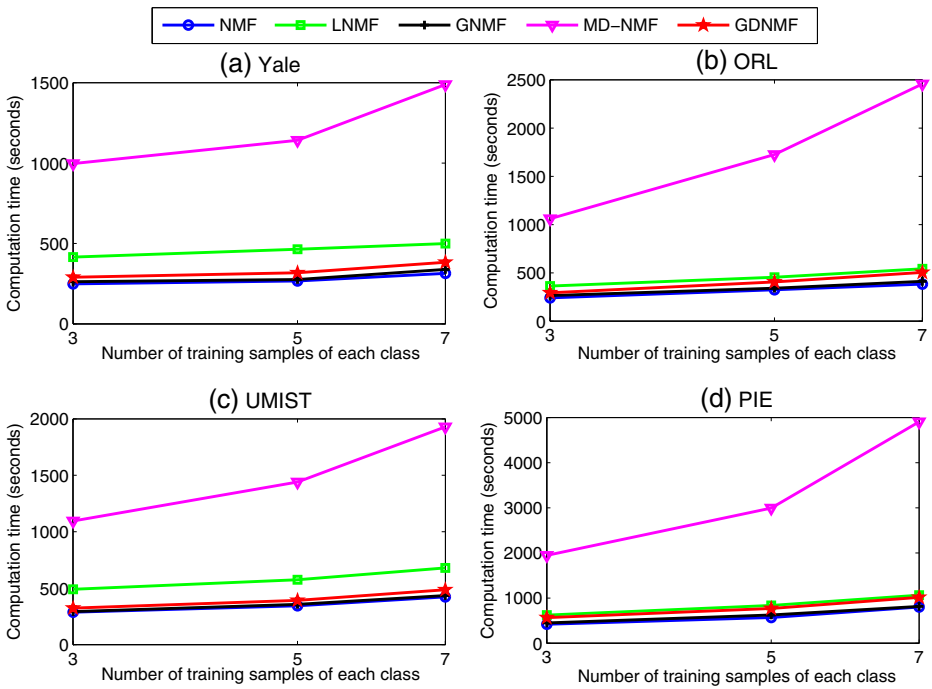 NMF LNMF GNMF MD-NMF GDNMF
(a) Yale
1500
1000
500
0
3 5 7
Computation time (seconds)
Number of training samples of each class
(b) ORL
2500
2000
1500
1000
500
0
3 5 7
Computation time (seconds)
Number of training samples of each class
(c) UMIST
2000
1500
1000
500
0
3 5 7
Computation time (seconds)
Number of training samples of each class
(d) PIE
5000
4000
3000
2000
1000
0
3 5 7
Computation time (seconds)
Number of training samples of each class